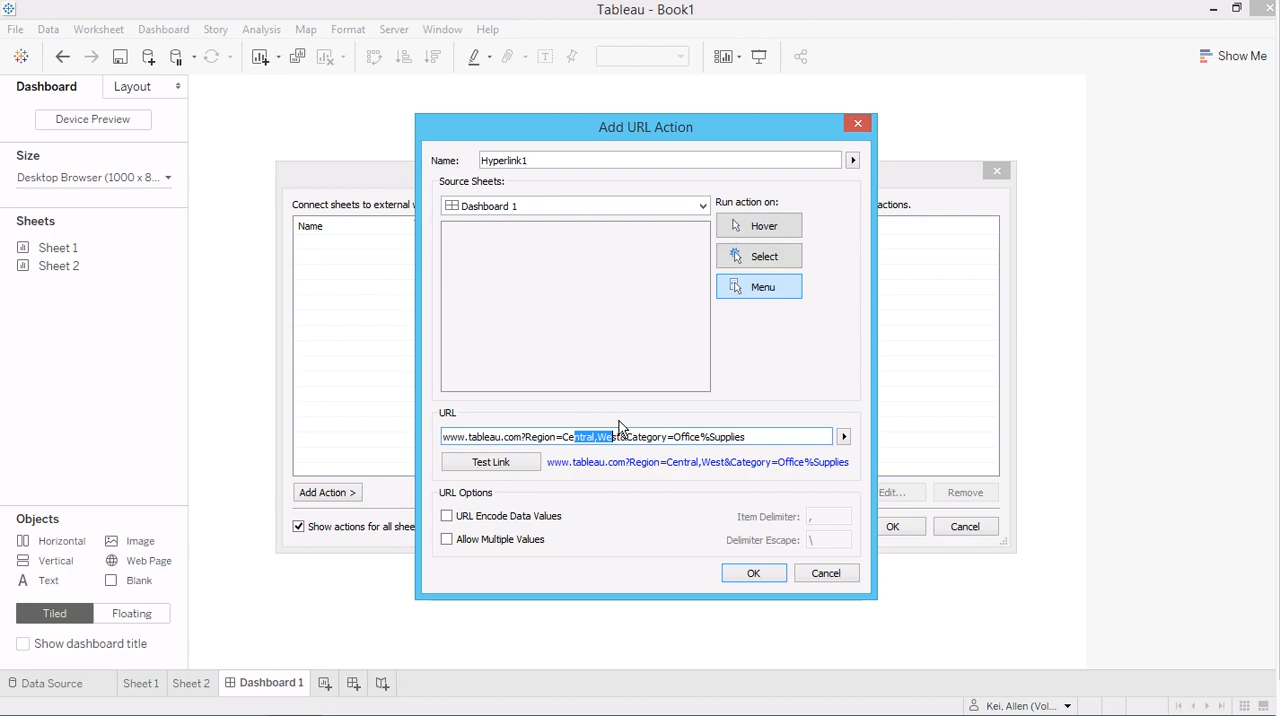 Tableau - Book1
File Data Worksheet Dashboard Story Analysis Map Format Server Window Help
Show Me
Dashboard Layout
Device Preview
Size
Desktop Browser (1000 x 8...
Sheets
Sheet 1
Sheet 2
Objects
Horizontal Image
Vertical Web Page
Text Blank
Tiled Floating
Show dashboard title
Connect sheets to external w
ctions.
Name
Add Action >
Edit... Remove
Show actions for all shee
OK Cancel
Add URL Action
Name: Hyperlink1
Source Sheets:
Dashboard 1
Run action on:
Hover
Select
Menu
URL
www.tableau.com?Region=Central,West&Category=Office%Supplies
Test Link www.tableau.com?Region=Central,West&Category=Office%Supplies
URL Options
URL Encode Data Values Item Delimiter: ,
Allow Multiple Values Delimiter Escape: \
OK Cancel
Data Source Sheet 1 Sheet 2 Dashboard 1
Kei, Allen (Vol...